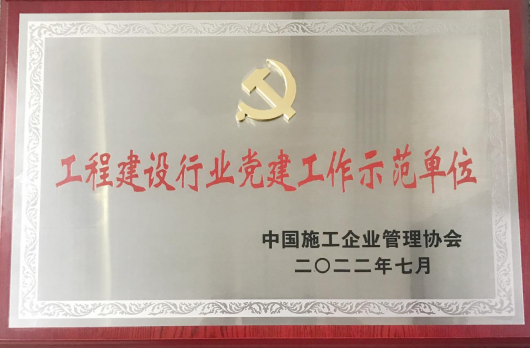 工程建设行业党建工作示范单位
中国施工企业管理协会
二〇二二年七月